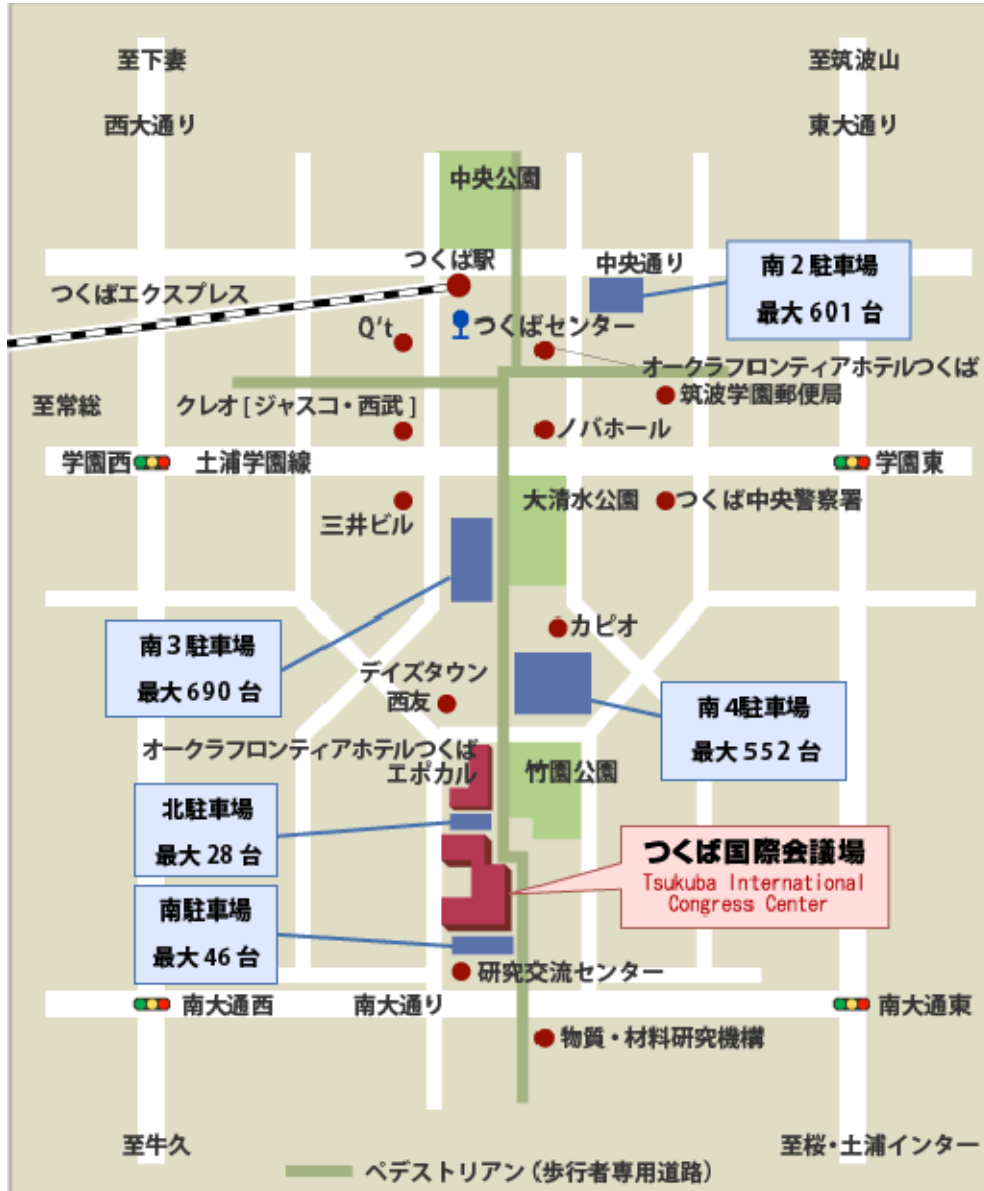 至下妻
至筑波山
西大通り
東大通り
中央公園
つくば駅
中央通り
南2駐車場
最大601台
つくばエクスプレス
Q't
つくばセンター
オークラフロンティアホテルつくば
至常総
クレオ[ジャスコ・西武]
筑波学園郵便局
ノバホール
学園西
土浦学園線
学園東
大清水公園
つくば中央警察署
三井ビル
カピオ
南3駐車場
最大690台
デイズタウン
西友
南4駐車場
最大552台
オークラフロンティアホテルつくば
エポカル
竹園公園
北駐車場
最大28台
つくば国際会議場
Tsukuba International
Congress Center
南駐車場
最大46台
研究交流センター
南大通西
南大通り
南大通東
物質・材料研究機構
至牛久
至桜・土浦インター
ペデストリアン(歩行者専用道路)